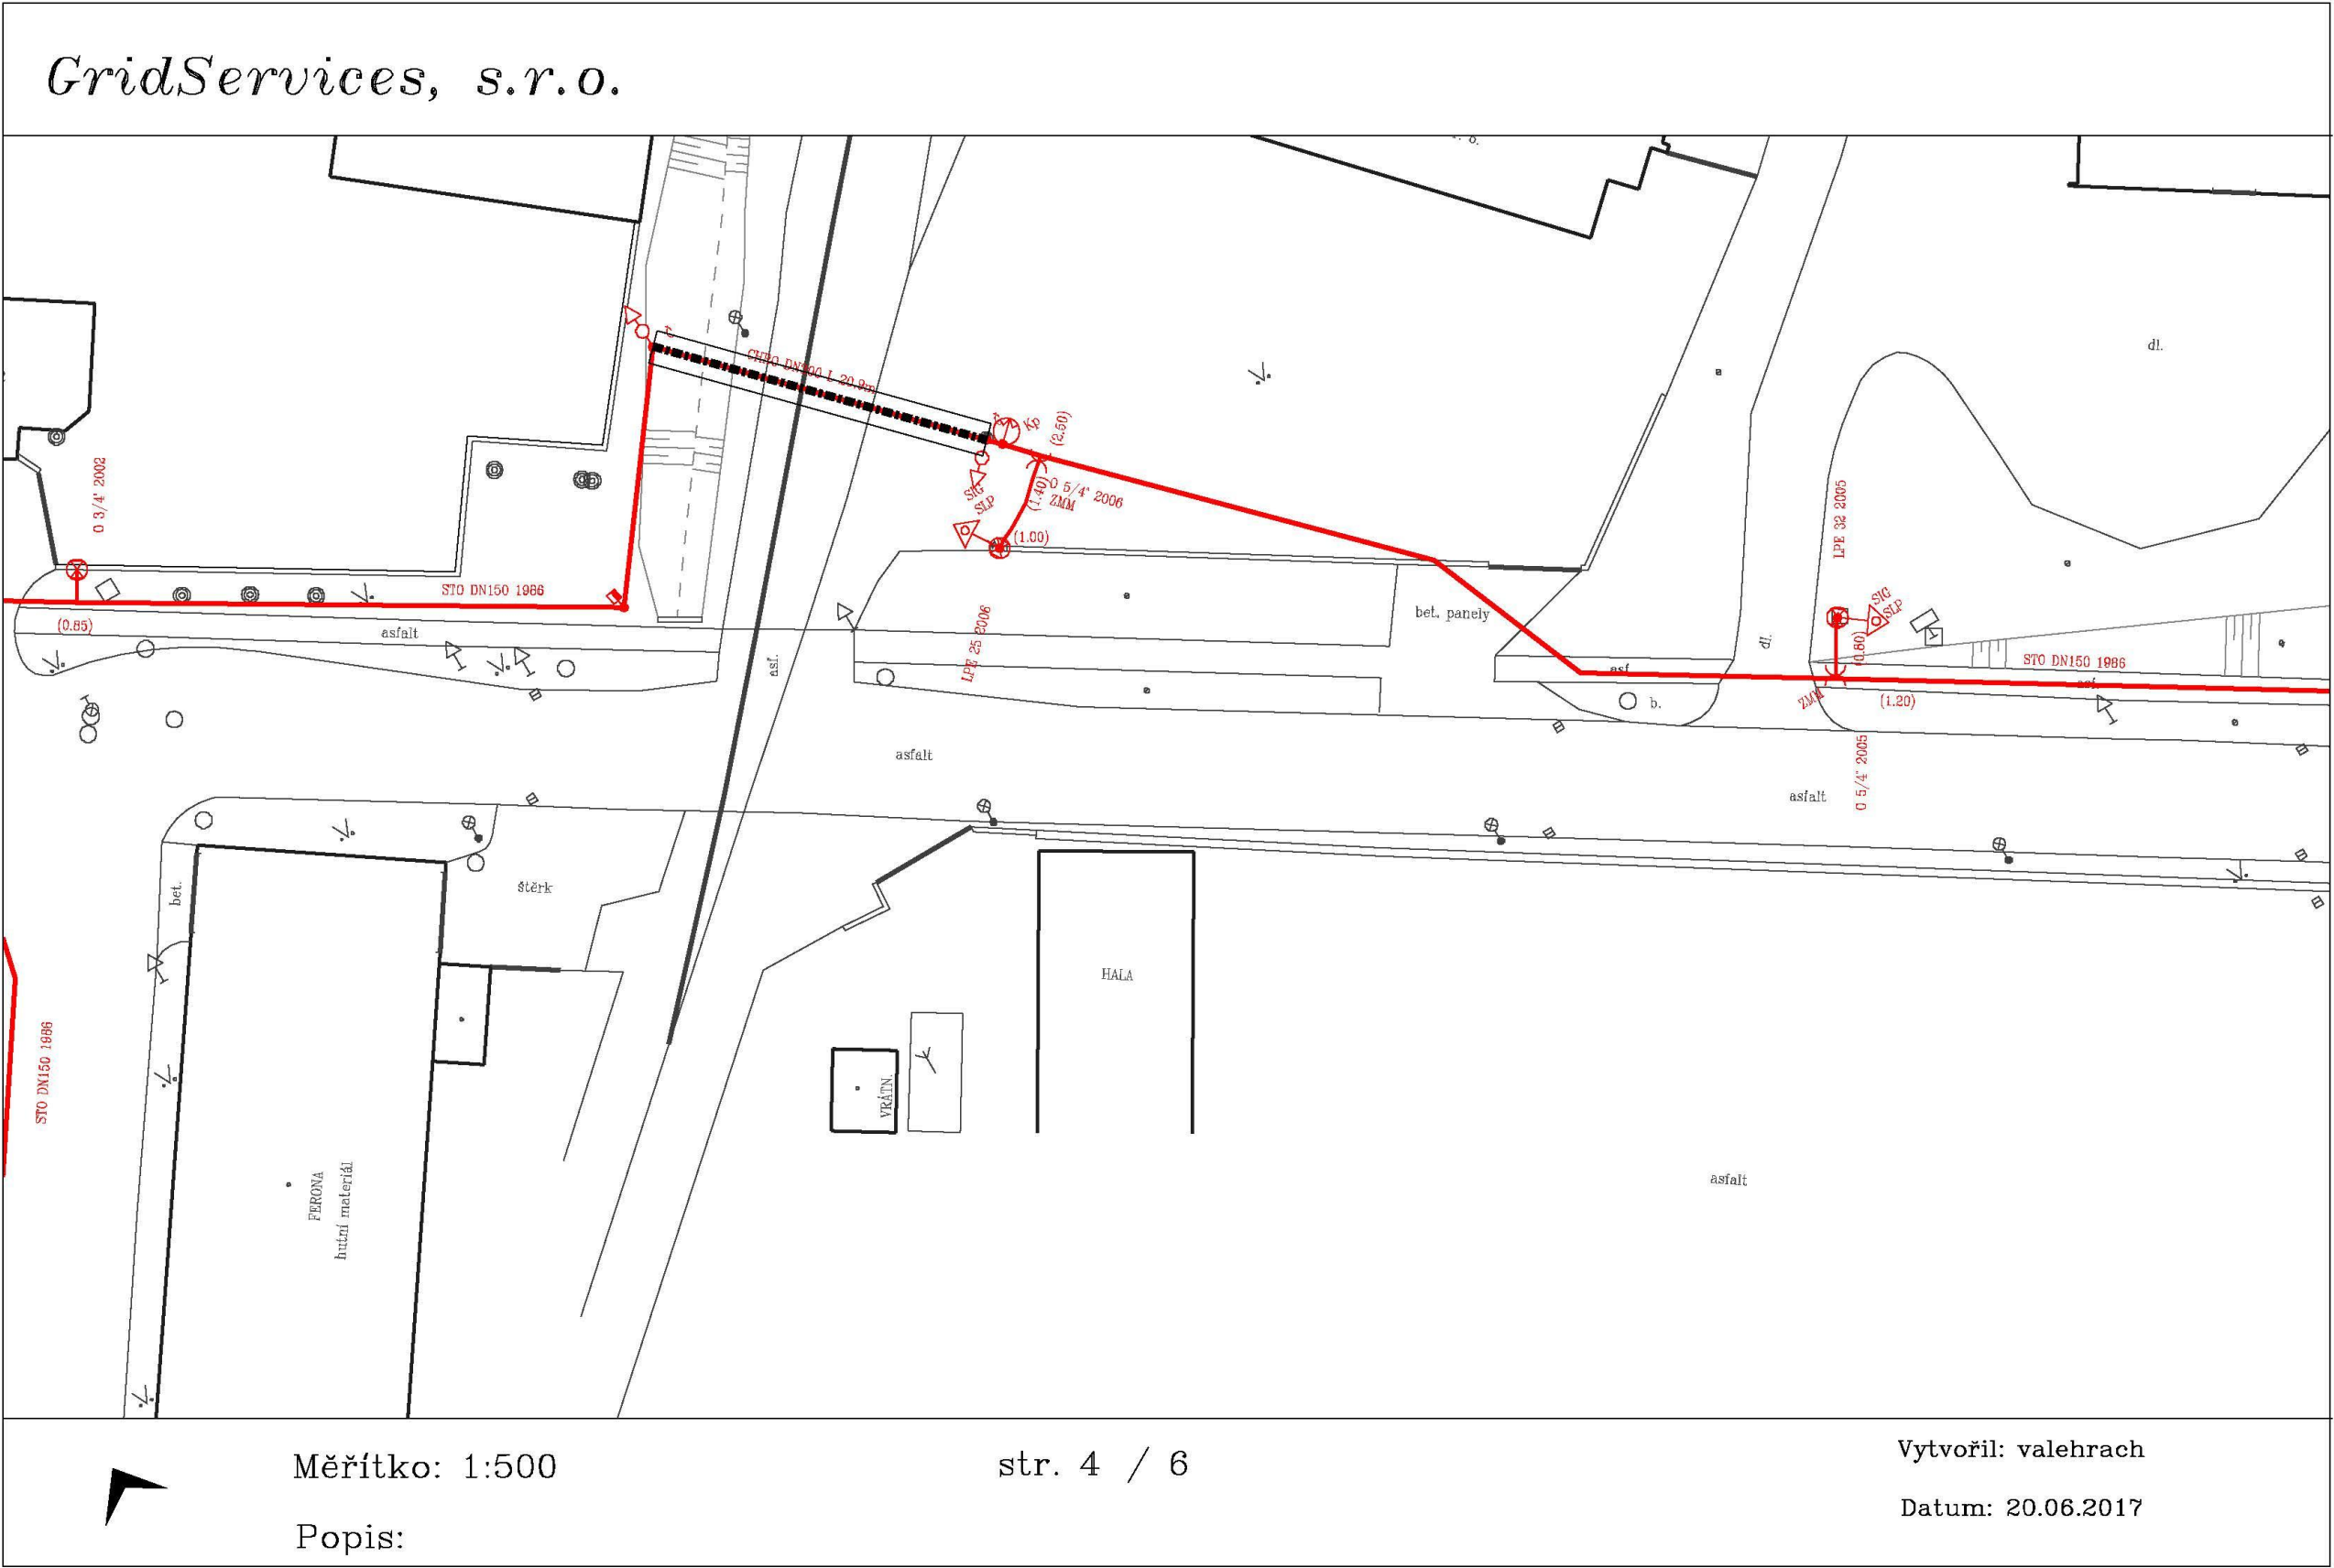 GridServices, s.r.o.
dl.
Kp
(2.50)
O 3/4" 2002
(1.40)
O 5/4" 2006
ZMM
SIG
SLP
(1.00)
LPE 32 2005
STO DN150 1986
(0.85)
asfalt
LPE 25 2006
bet. panely
asf.
dl.
SIG
SLP
(0.80)
STO DN150 1986
asf.
asf.
ZMM
(1.20)
b.
asfalt
O 5/4" 2005
asfalt
bet.
štěrk
HALA
STO DN150 1986
VRÁTN.
FERONA
hutní materiál
asfalt
Měřítko: 1:500
str. 4 / 6
Vytvořil: valehrach
Datum: 20.06.2017
Popis: